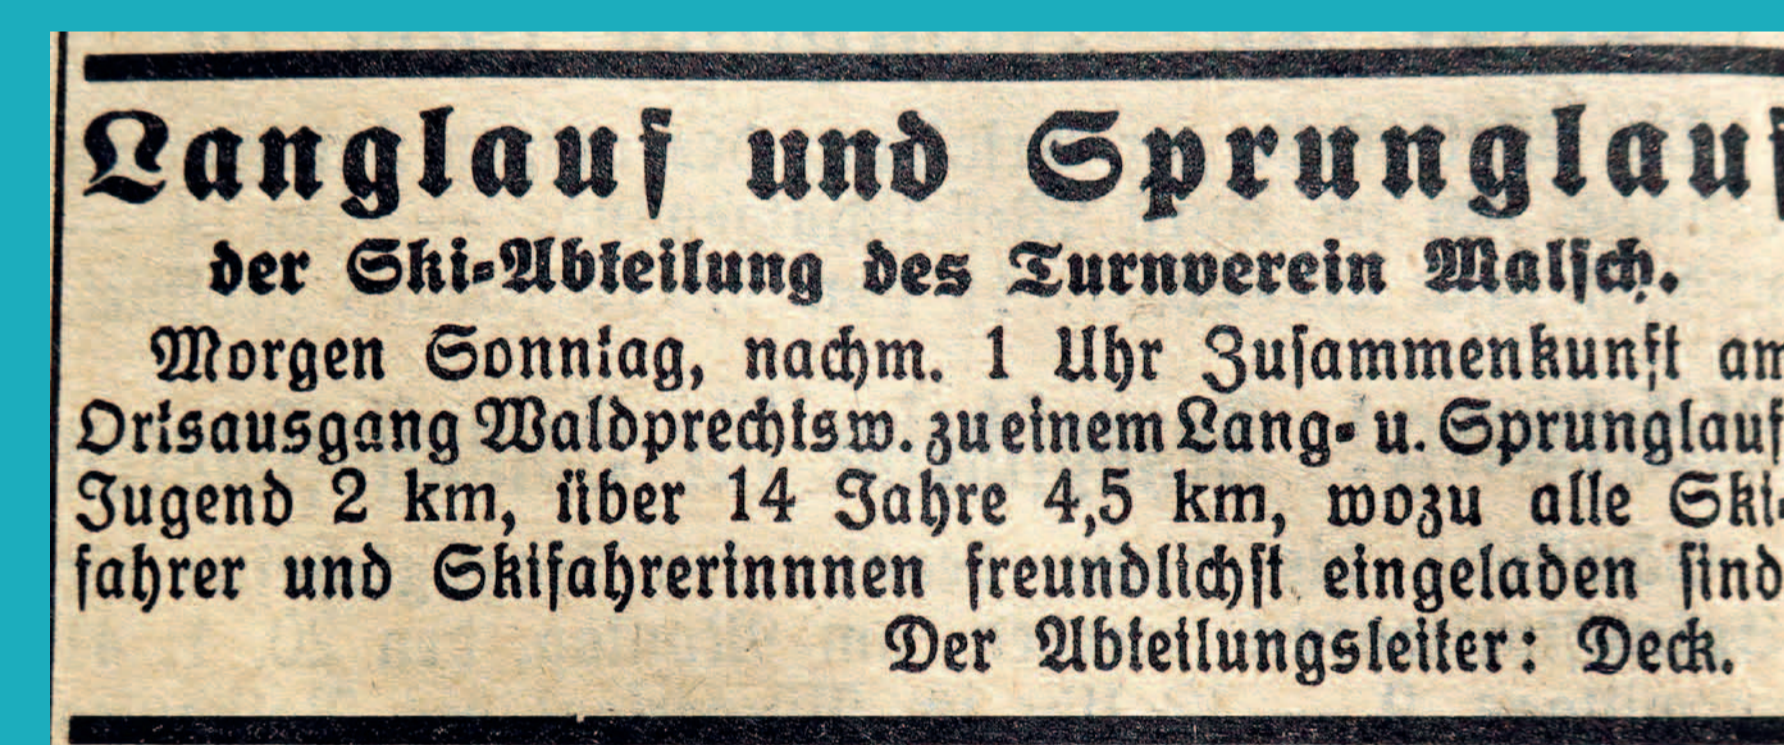 Langlauf und Sprunglauf
der Ski-Abteilung des Turnverein Malsch.
Morgen Sonntag, nachm. 1 Uhr Zusammenkunft am
Ortsausgang Waldprechtsw. zu einem Lang- u. Sprunglauf
Jugend 2 km, über 14 Jahre 4,5 km, wozu alle Ski-
fahrer und Skifahrerinnnen freundlichst eingeladen sind
Der Abteilungsleiter: Deck.